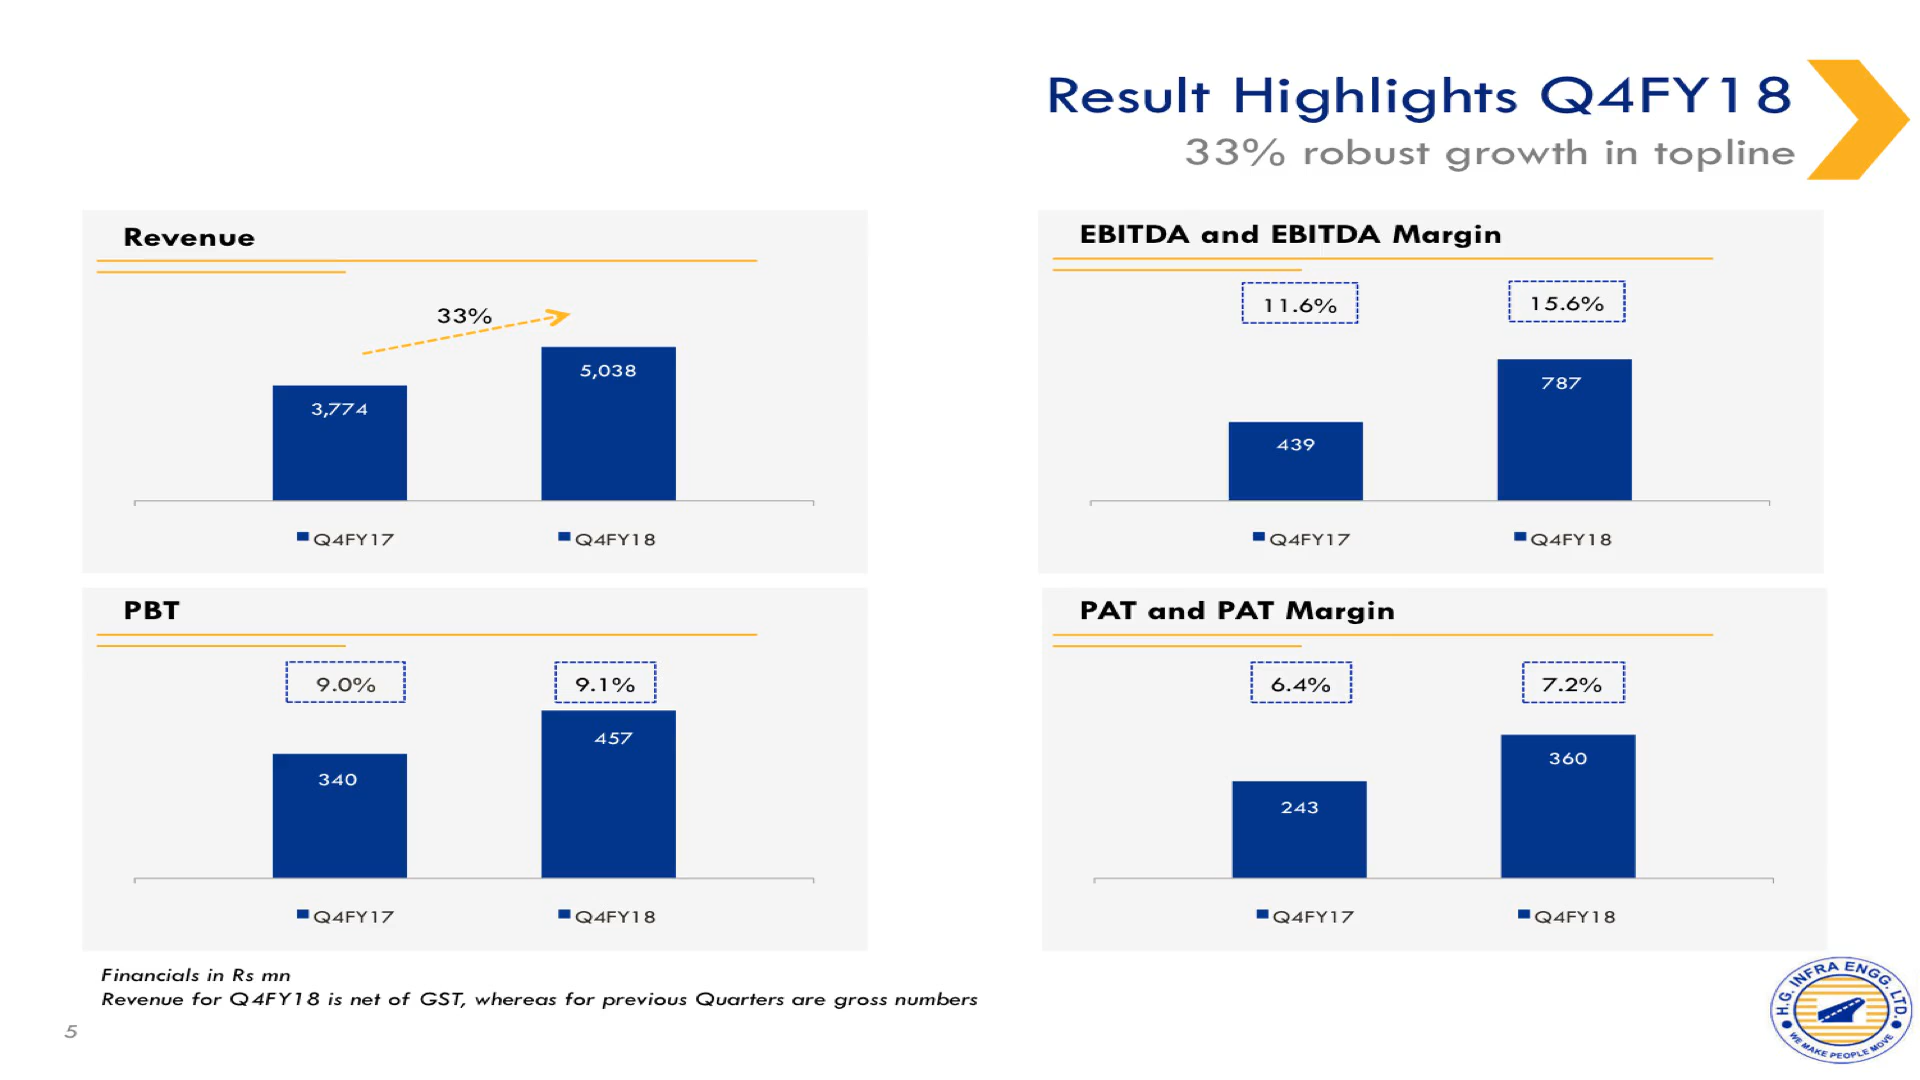 Result Highlights Q4FY18
33% robust growth in topline
Revenue
33%
3,774
5,038
Q4FY17
Q4FY18
EBITDA and EBITDA Margin
11.6%
15.6%
439
787
Q4FY17
Q4FY18
PBT
9.0%
9.1%
340
457
Q4FY17
Q4FY18
PAT and PAT Margin
6.4%
7.2%
243
360
Q4FY17
Q4FY18
Financials in Rs mn
Revenue for Q4FY18 is net of GST, whereas for previous Quarters are gross numbers
5
H.G. INFRA ENGG. LTD.
WE MAKE PEOPLE MOVE